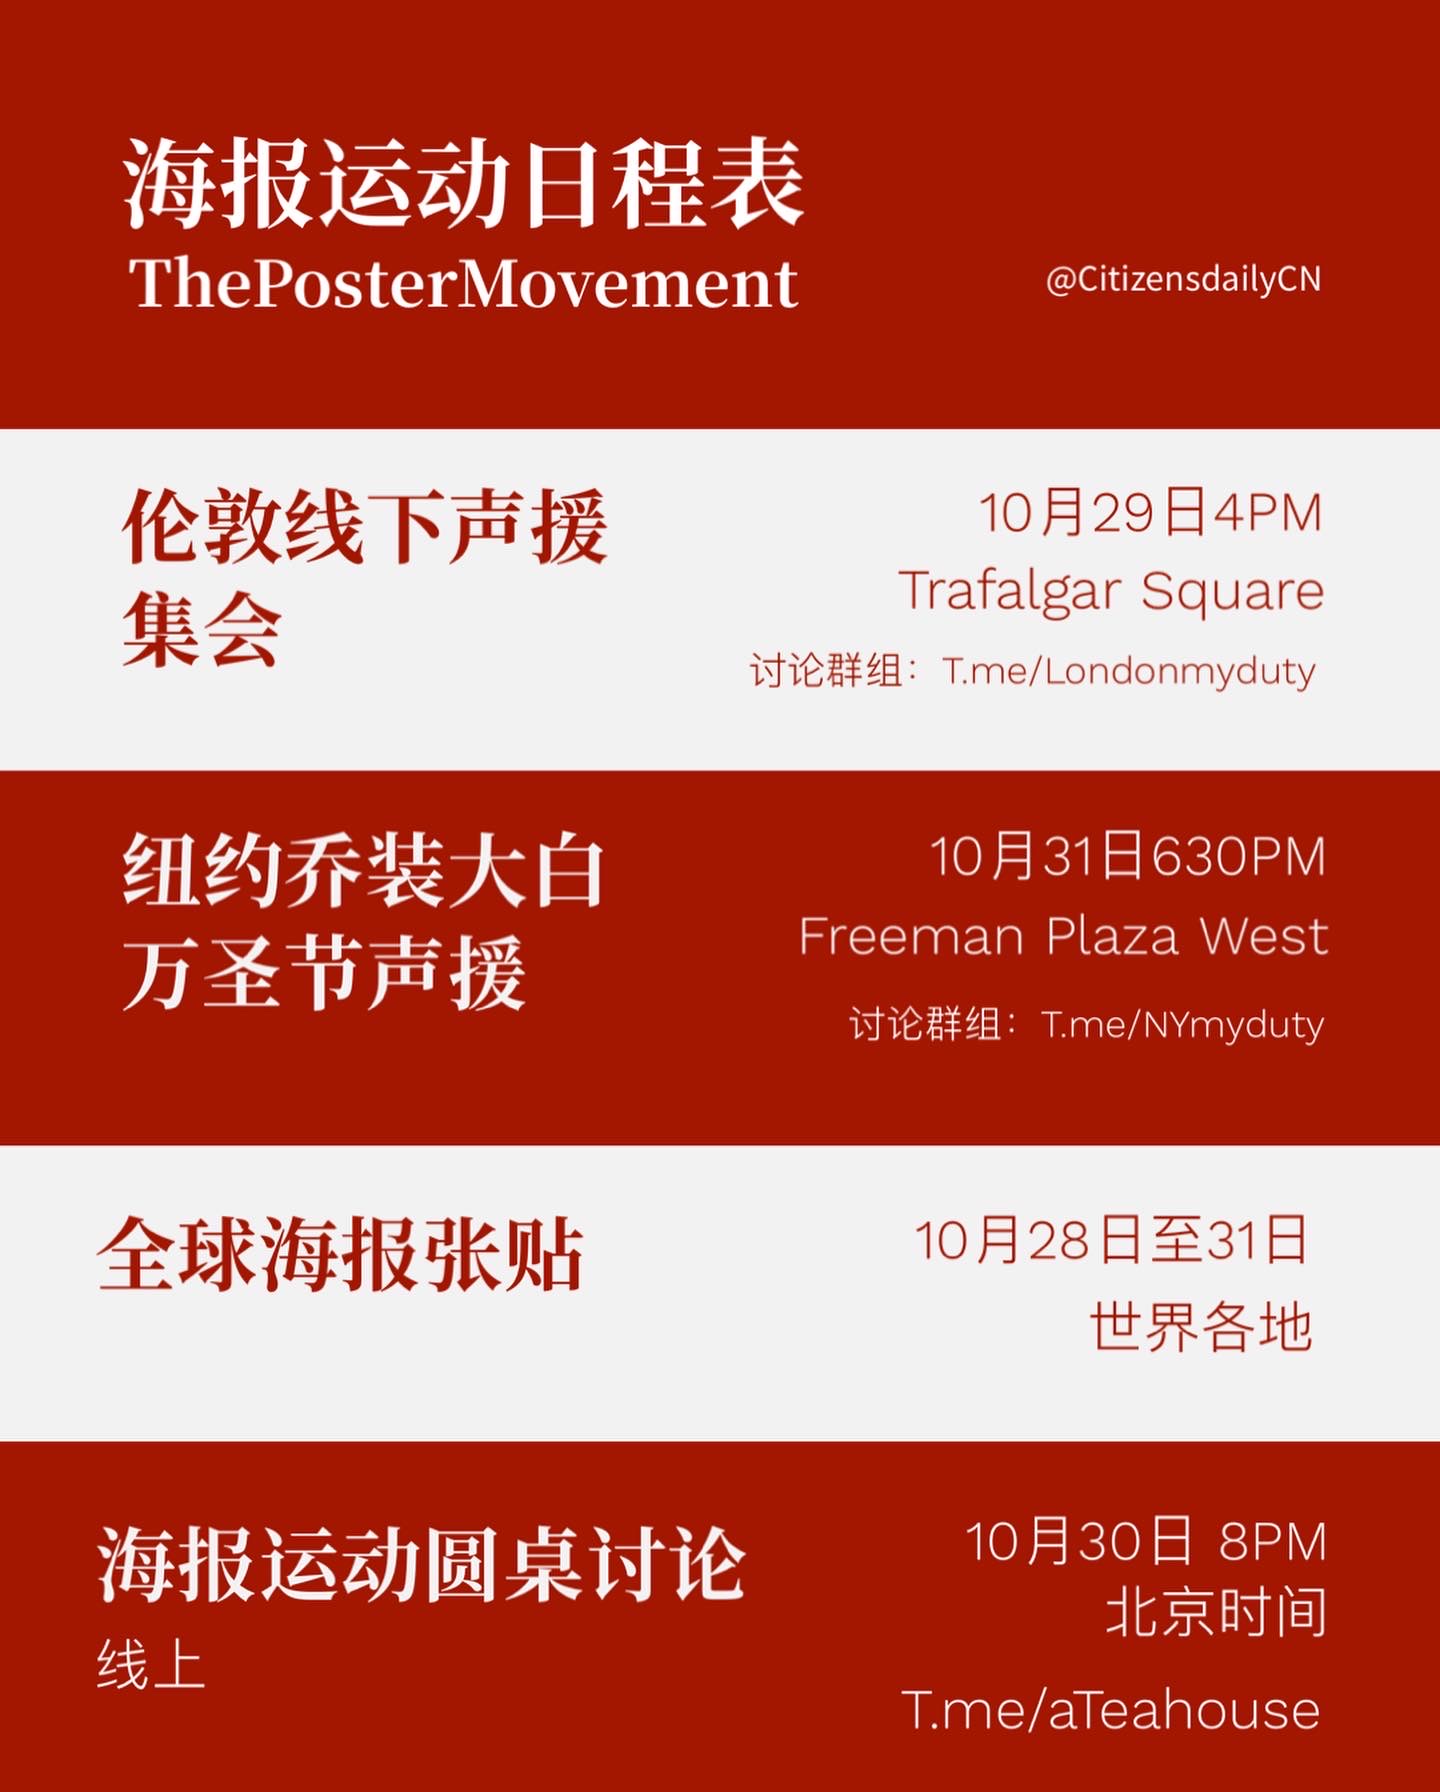 海报运动日程表
ThePosterMovement
@CitizensdailyCN
伦敦线下声援
集会
10月29日4PM
Trafalgar Square
讨论群组：T.me/Londonmyduty
纽约乔装大白
万圣节声援
10月31日630PM
Freeman Plaza West
讨论群组：T.me/NYmyduty
全球海报张贴
10月28日至31日
世界各地
海报运动圆桌讨论
线上
10月30日 8PM
北京时间
T.me/aTeahouse